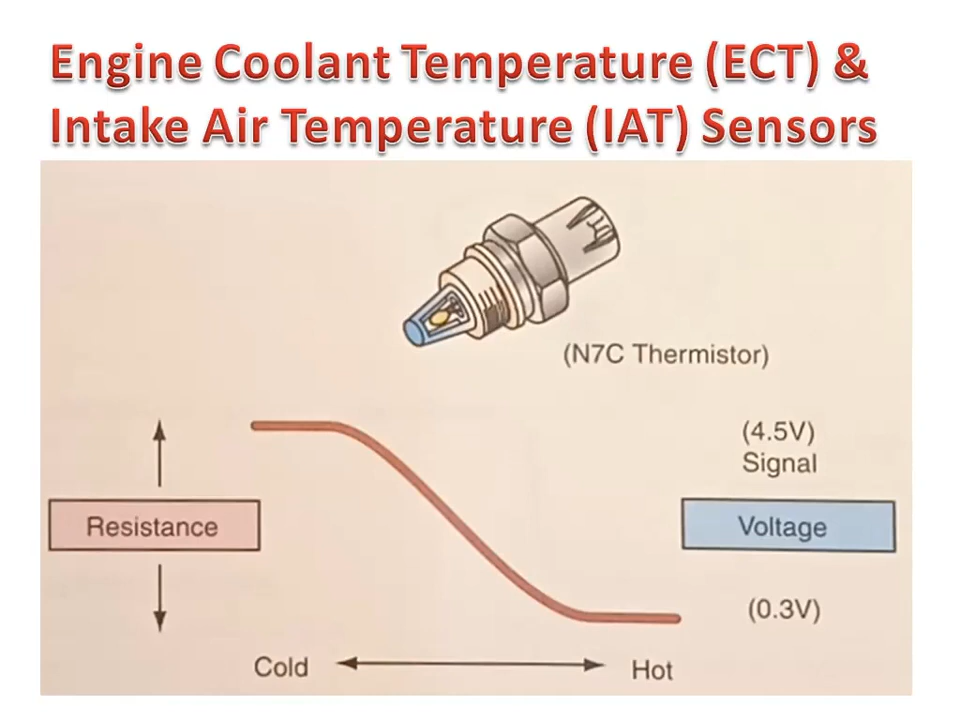 Engine Coolant Temperature (ECT) &
Intake Air Temperature (IAT) Sensors
(N7C Thermistor)
(4.5V)
Signal
Resistance
Voltage
(0.3V)
Cold
Hot